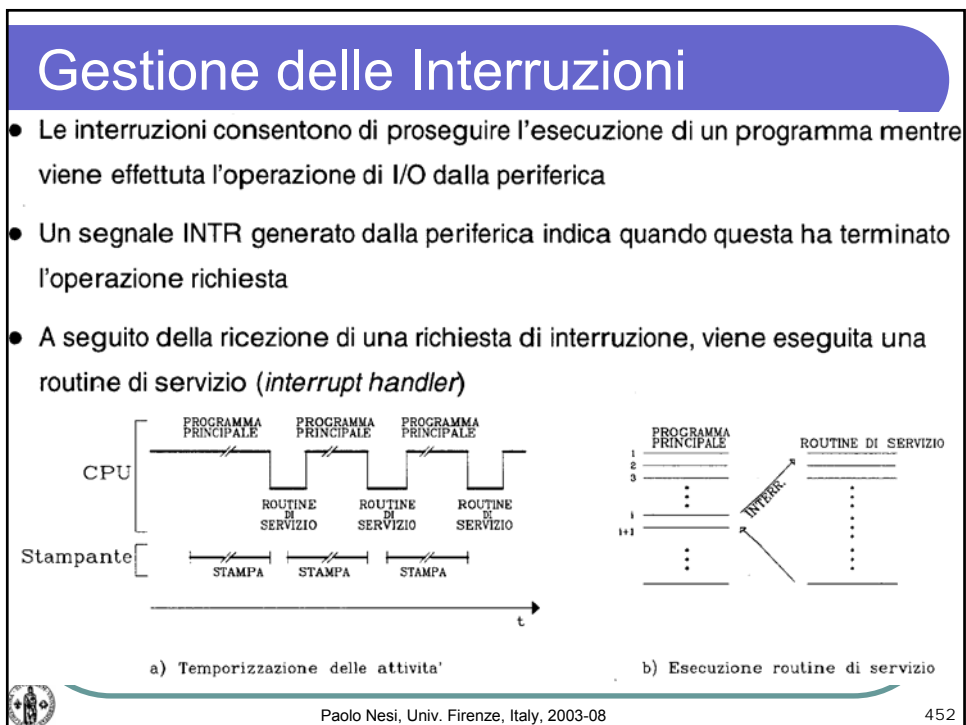 Gestione delle Interruzioni
● Le interruzioni consentono di proseguire l'esecuzione di un programma mentre
viene effettuta l'operazione di I/O dalla periferica
● Un segnale INTR generato dalla periferica indica quando questa ha terminato
l'operazione richiesta
● A seguito della ricezione di una richiesta di interruzione, viene eseguita una
routine di servizio (interrupt handler)
PROGRAMMA PRINCIPALE
PROGRAMMA PRINCIPALE
PROGRAMMA PRINCIPALE
CPU
ROUTINE DI SERVIZIO
ROUTINE DI SERVIZIO
ROUTINE DI SERVIZIO
Stampante
STAMPA
STAMPA
STAMPA
t
a) Temporizzazione delle attivita'
PROGRAMMA PRINCIPALE
ROUTINE DI SERVIZIO
1
2
3
i
i+1
INTERR.
b) Esecuzione routine di servizio
Paolo Nesi, Univ. Firenze, Italy, 2003-08
452